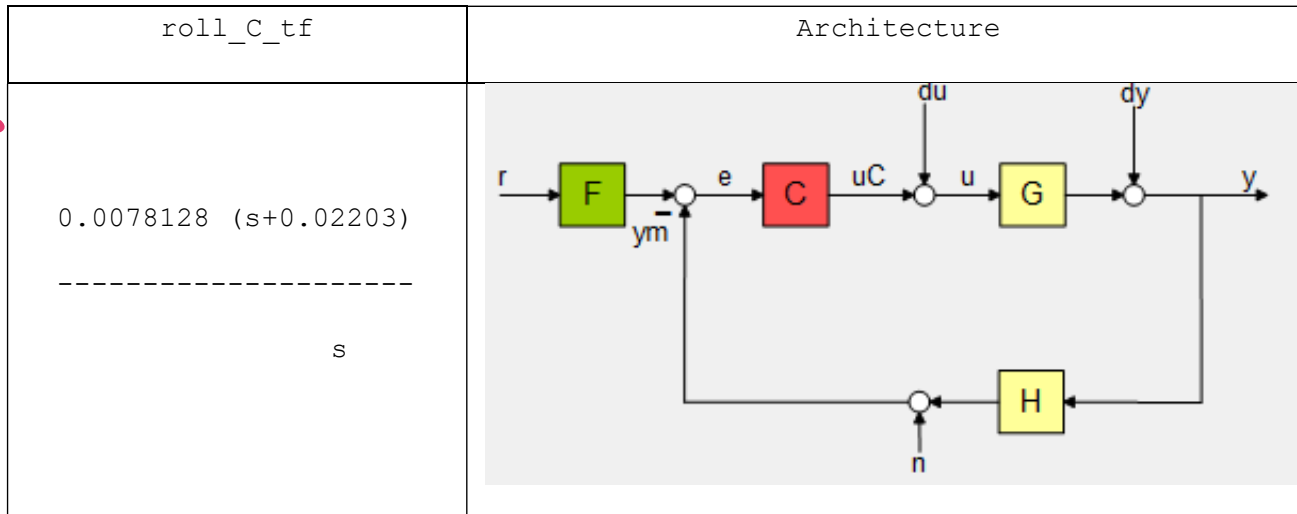 roll_C_tf
Architecture
0.0078128 (s+0.02203)
---------------------
s
du
dy
r
F
e
C
uC
u
G
y
-
ym
H
n